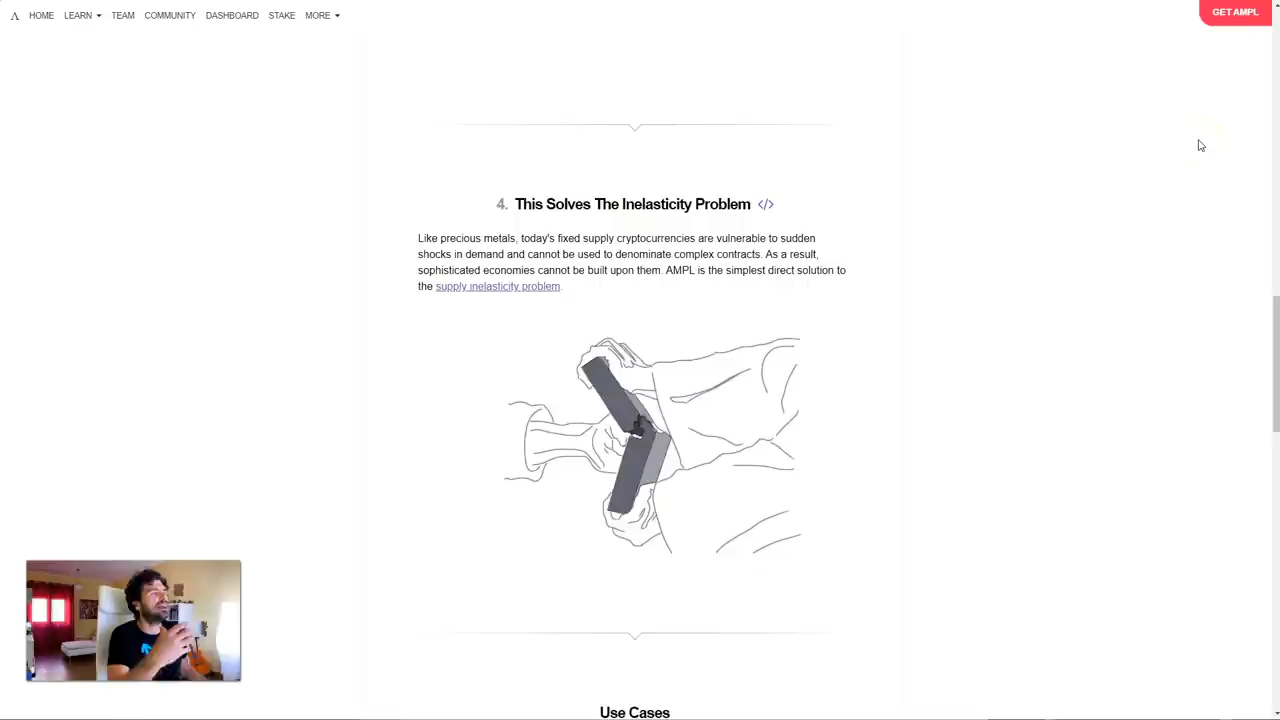 Λ HOME LEARN TEAM COMMUNITY DASHBOARD STAKE MORE GET AMPL
4. This Solves The Inelasticity Problem </>
Like precious metals, today's fixed supply cryptocurrencies are vulnerable to sudden
shocks in demand and cannot be used to denominate complex contracts. As a result,
sophisticated economies cannot be built upon them. AMPL is the simplest direct solution to
the supply inelasticity problem.
Use Cases